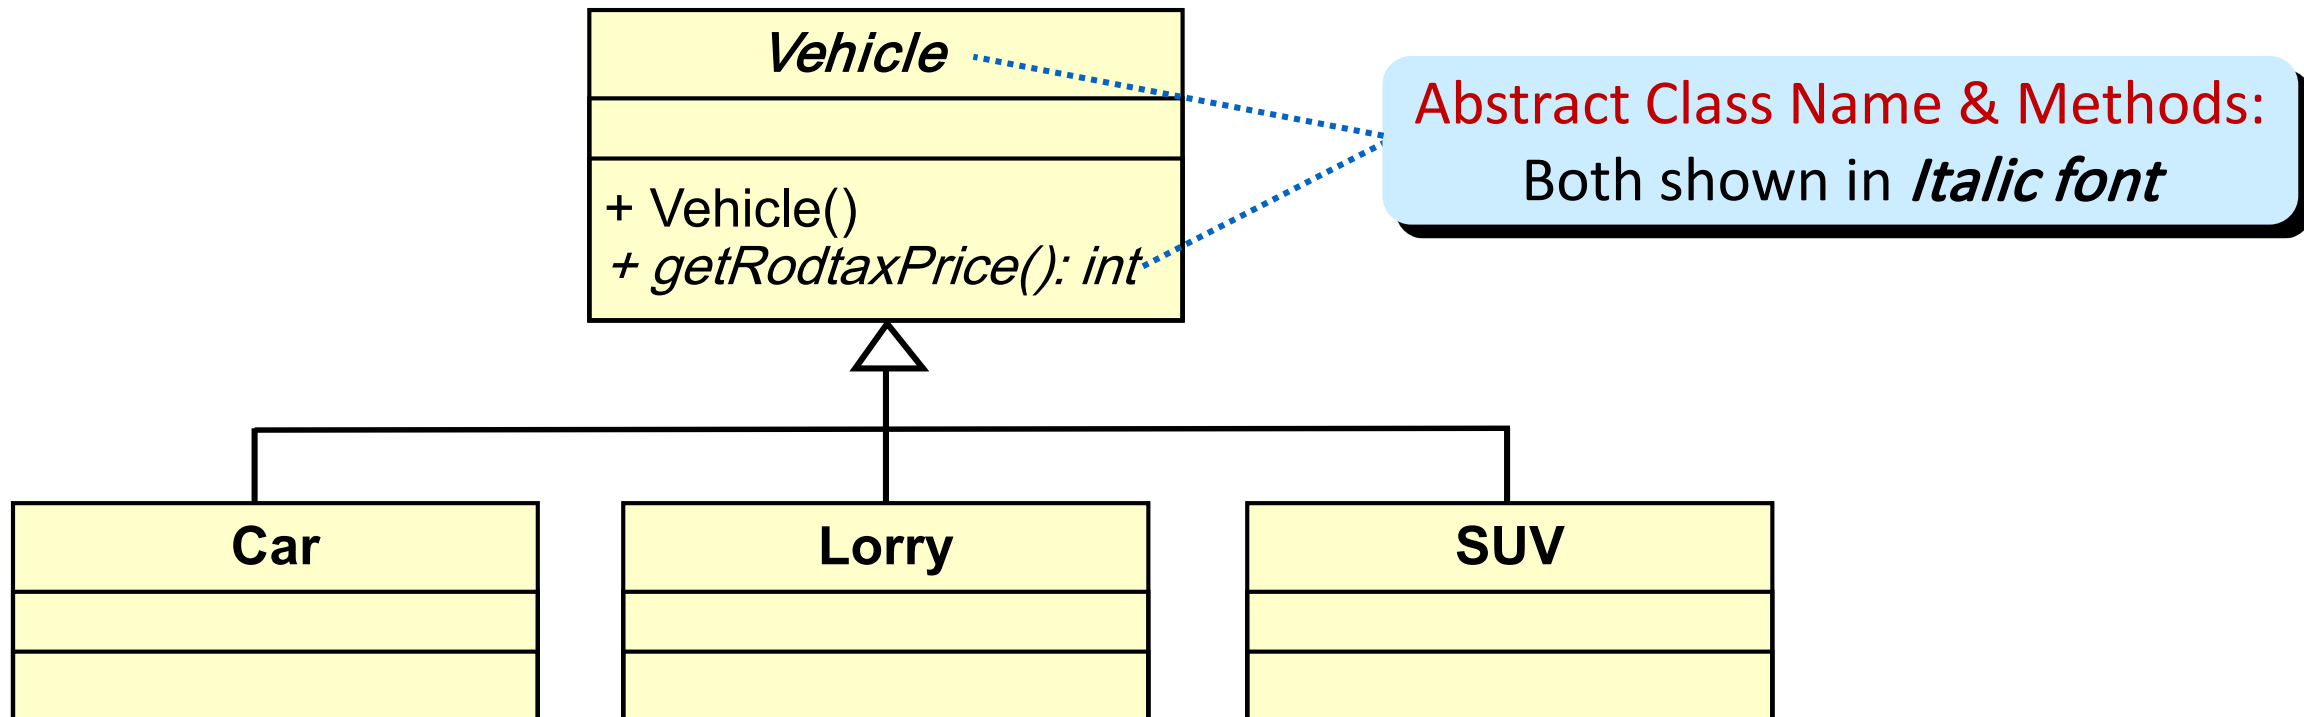 Vehicle
+ Vehicle()
+ getRodtaxPrice(): int
Abstract Class Name & Methods:
Both shown in Italic font
Car
Lorry
SUV